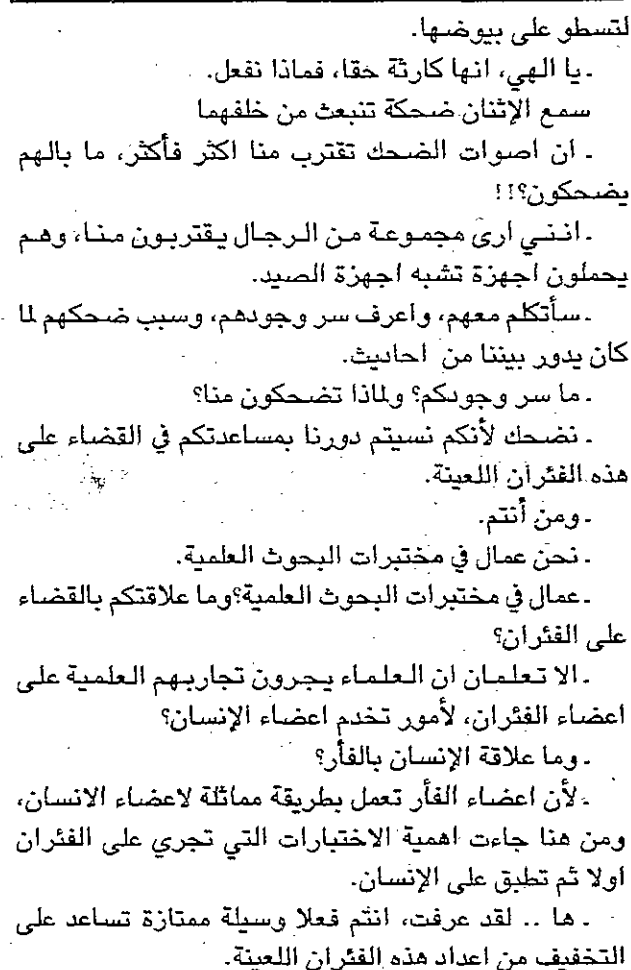 لتسطو على بيوضها.
ـ يا الهي، انها كارثة حقا، فماذا نفعل.
سمع الإثنان ضحكة تنبعث من خلفهما
ـ ان اصوات الضحك تقترب منا اكثر فأكثر، ما بالهم
يضحكون؟!!
ـ انني ارى مجموعة من الرجال يقتربون منا، وهم
يحملون اجهزة تشبه اجهزة الصيد.
ـ سأتكلم معهم، واعرف سر وجودهم، وسبب ضحكهم لما
كان يدور بيننا من احاديث.
ـ ما سر وجودكم؟ ولماذا تضحكون منا؟
ـ نضحك لأنكم نسيتم دورنا بمساعدتكم في القضاء على
هذه الفئران اللعينة.
ـ ومن أنتم.
ـ نحن عمال في مختبرات البحوث العلمية.
ـ عمال في مختبرات البحوث العلمية؟وما علاقتكم بالقضاء
على الفئران؟
ـ الا تعلمان ان العلماء يجرون تجاربهم العلمية على
اعضاء الفئران، لأمور تخدم اعضاء الإنسان؟
ـ وما علاقة الإنسان بالفأر؟
ـ لأن اعضاء الفأر تعمل بطريقة مماثلة لاعضاء الانسان،
ومن هنا جاءت اهمية الاختبارات التي تجري على الفئران
اولا ثم تطبق على الإنسان.
ـ ها .. لقد عرفت، انتم فعلا وسيلة ممتازة تساعد على
التخفيف من اعداد هذه الفئران اللعينة.